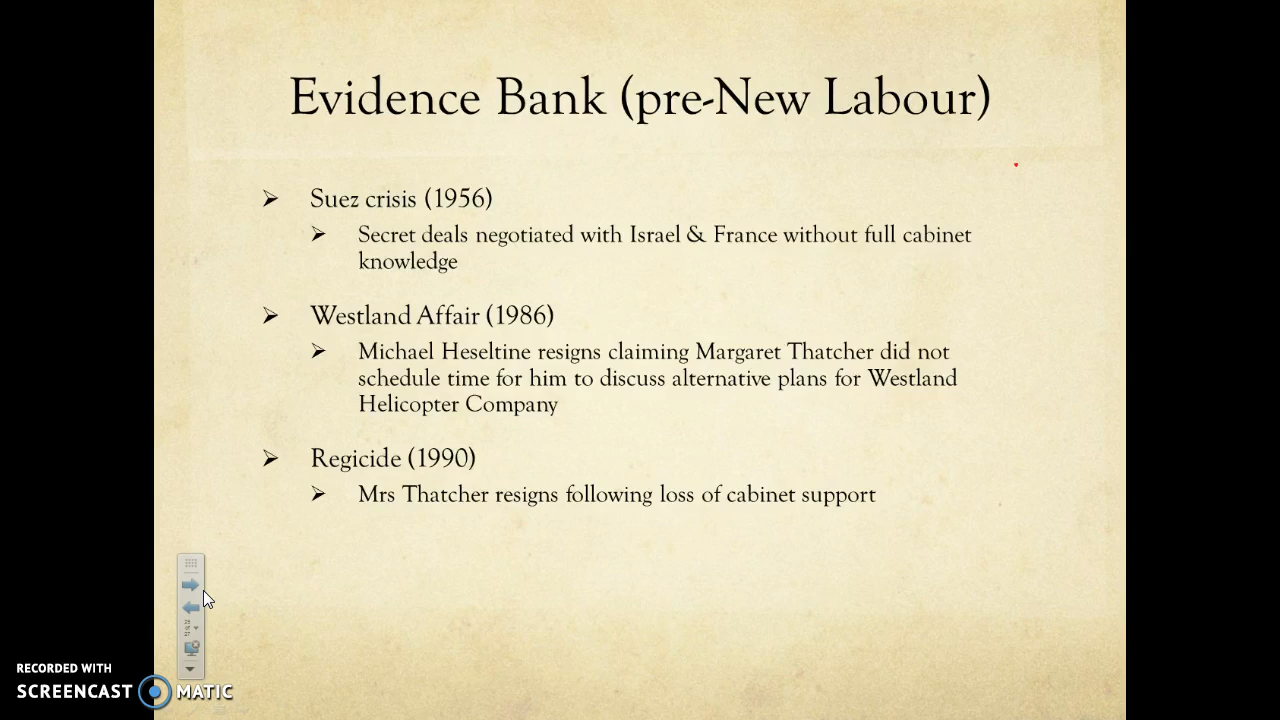 Evidence Bank (pre-New Labour)
Suez crisis (1956)
Secret deals negotiated with Israel & France without full cabinet
knowledge
Westland Affair (1986)
Michael Heseltine resigns claiming Margaret Thatcher did not
schedule time for him to discuss alternative plans for Westland
Helicopter Company
Regicide (1990)
Mrs Thatcher resigns following loss of cabinet support
RECORDED WITH
SCREENCAST MATIC